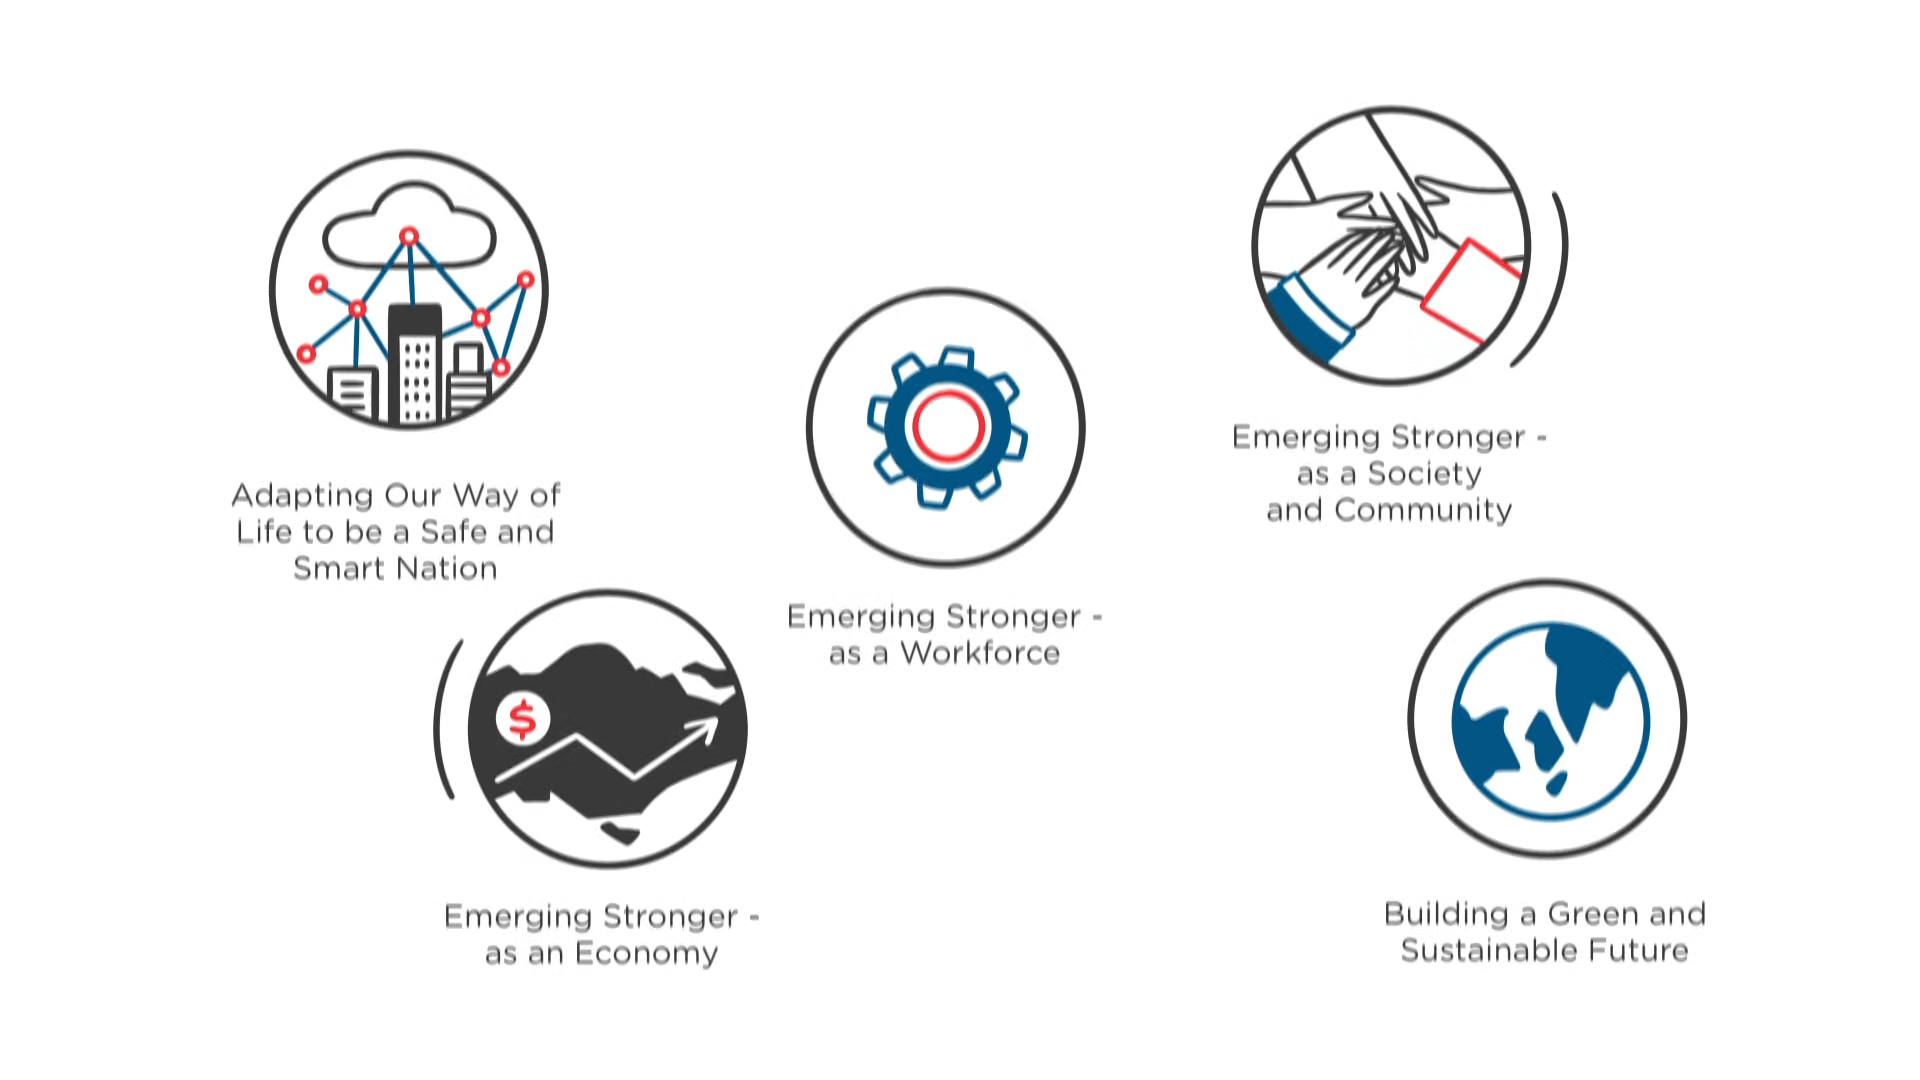 Adapting Our Way of
Life to be a Safe and
Smart Nation
$
Emerging Stronger -
as an Economy
Emerging Stronger -
as a Workforce
Emerging Stronger -
as a Society
and Community
Building a Green and
Sustainable Future